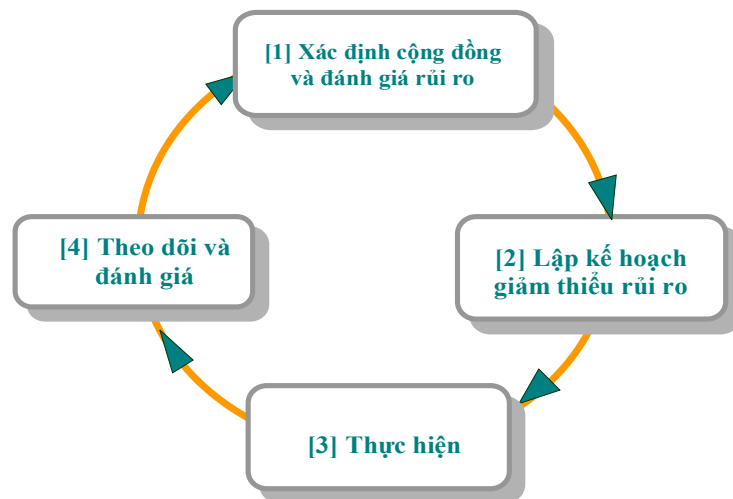 [1] Xác định cộng đồng
và đánh giá rủi ro
[2] Lập kế hoạch
giảm thiểu rủi ro
[3] Thực hiện
[4] Theo dõi và
đánh giá